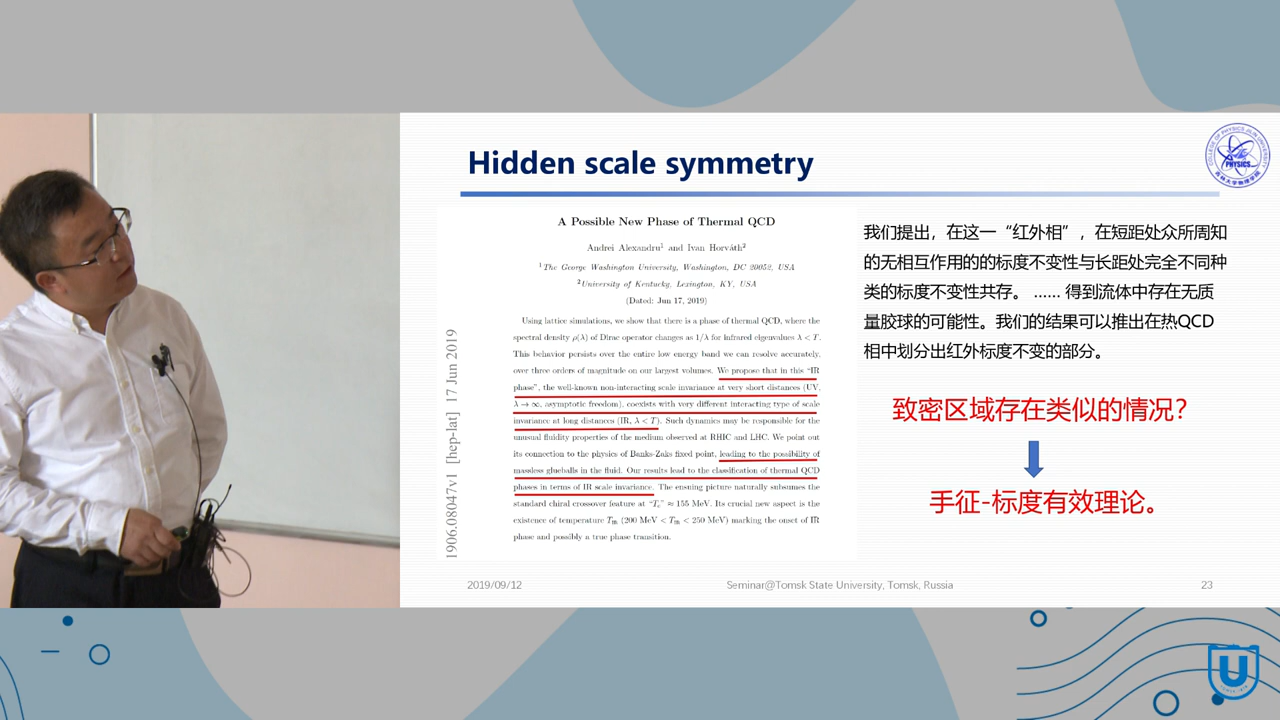 Hidden scale symmetry
PHYSICS
A Possible New Phase of Thermal QCD
Andrei Alexandru¹ and Ivan Horváth²
¹The George Washington University, Washington, DC 20052, USA
²University of Kentucky, Lexington, KY, USA
(Dated: Jun 17, 2019)
Using lattice simulations, we show that there is a phase of thermal QCD, where the
spectral density ρ(λ) of Dirac operator changes as 1/λ for infrared eigenvalues λ < T.
This behavior persists over the entire low energy band we can resolve accurately,
over three orders of magnitude on our largest volumes. We propose that in this “IR
phase”, the well-known non-interacting scale invariance at very short distances (UV,
λ → ∞, asymptotic freedom), coexists with very different interacting type of scale
invariance at long distances (IR, λ < T). Such dynamics may be responsible for the
unusual fluidity properties of the medium observed at RHIC and LHC. We point out
its connection to the physics of Banks-Zaks fixed point, leading to the possibility of
massless glueballs in the fluid. Our results lead to the classification of thermal QCD
phases in terms of IR scale invariance. The ensuing picture naturally subsumes the
standard chiral crossover feature at “Tc” ≈ 155 MeV. Its crucial new aspect is the
existence of temperature TIR (200 MeV < TIR < 250 MeV) marking the onset of IR
phase and possibly a true phase transition.
1906.08047v1 [hep-lat] 17 Jun 2019
我们提出，在这一“红外相”，在短距处众所周知
的无相互作用的的标度不变性与长距处完全不同种
类的标度不变性共存。 ...... 得到流体中存在无质
量胶球的可能性。我们的结果可以推出在热QCD
相中划分出红外标度不变的部分。
致密区域存在类似的情况？
手征-标度有效理论。
2019/09/12
Seminar@Tomsk State University, Tomsk, Russia
23
U